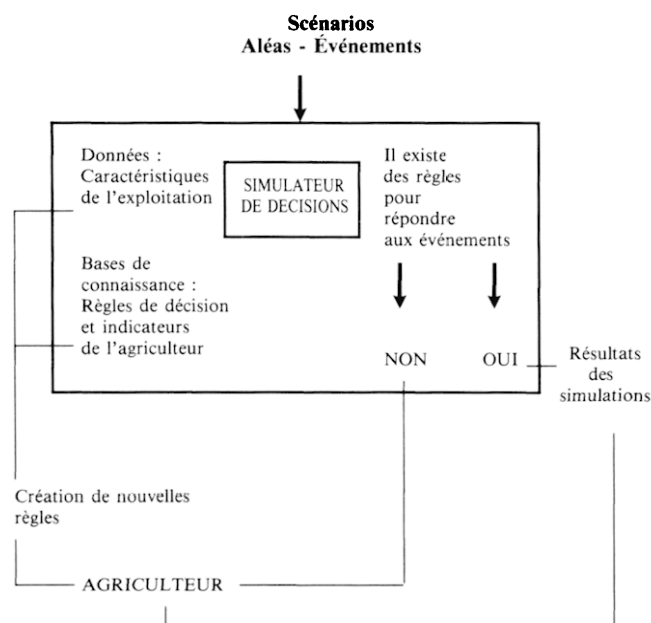 Scénarios
Aléas - Événements
Données :
Caractéristiques
de l'exploitation
SIMULATEUR
DE DECISIONS
Il existe
des règles
pour
répondre
aux événements
Bases de
connaissance :
Règles de décision
et indicateurs
de l'agriculteur
NON
OUI
Résultats
des
simulations
Création de nouvelles
règles
AGRICULTEUR